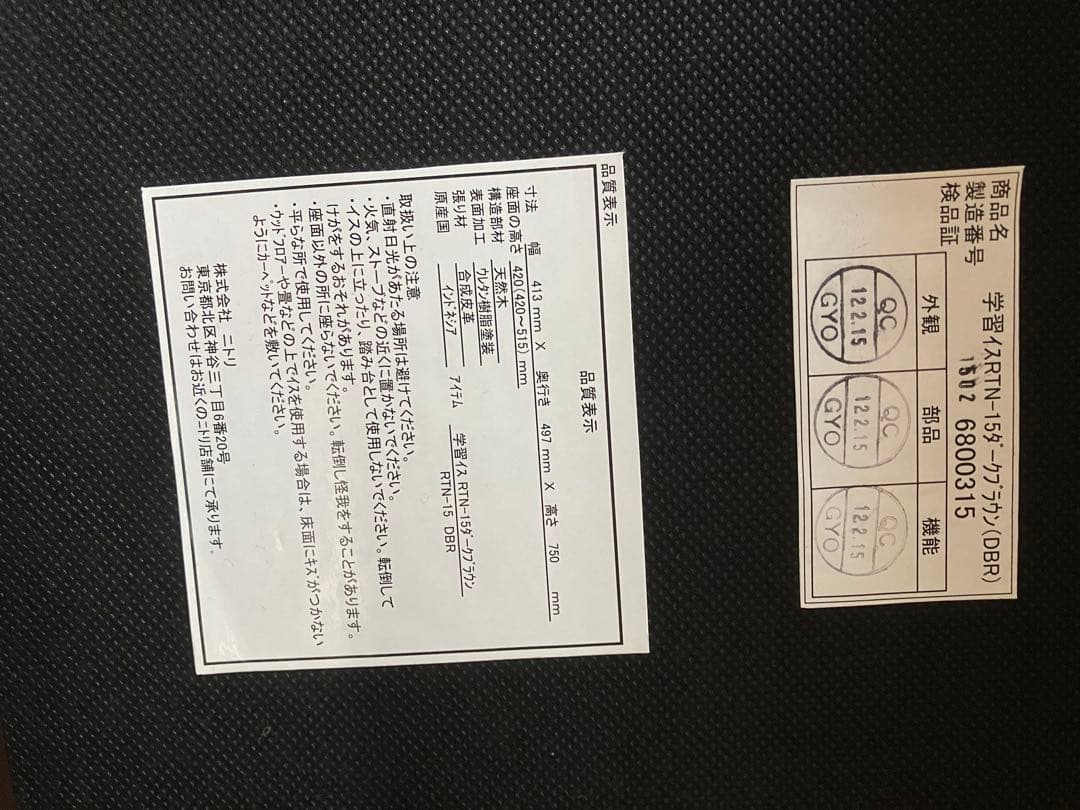 商品名 学習イスRTN-15ダークブラウン(DBR)
製造番号 1502 6800315
検品証
外観 部品 機能
QC 12.2.15 GYO
QC 12.2.15 GYO
QC 12.2.15 GYO
品質表示
品質表示
寸法 幅 413 mm X 奥行き 497 mm X 高さ 750 mm
座面の高さ 420(420~515)mm
構造部材 天然木
表面加工 ウレタン樹脂塗装
張り材 合成皮革 アイテム 学習イスRTN-15ダークブラウン
原産国 インドネシア RTN-15 DBR
取扱い上の注意
・直射日光があたる場所は避けてください。
・火気、ストーブなどの近くに置かないでください。
・イスの上に立ったり、踏み台として使用しないでください。転倒して
けがをするおそれがあります。
・座面以外の所に座らないでください。転倒し怪我をすることがあります。
・平らな所で使用してください。
・ウッドフロアーや畳などの上でイスを使用する場合は、床面にキズがつかない
ようにカーペットなどを敷いてください。
株式会社 ニトリ
東京都北区神谷三丁目6番20号
お問い合わせはお近くのニトリ店舗にて承ります。